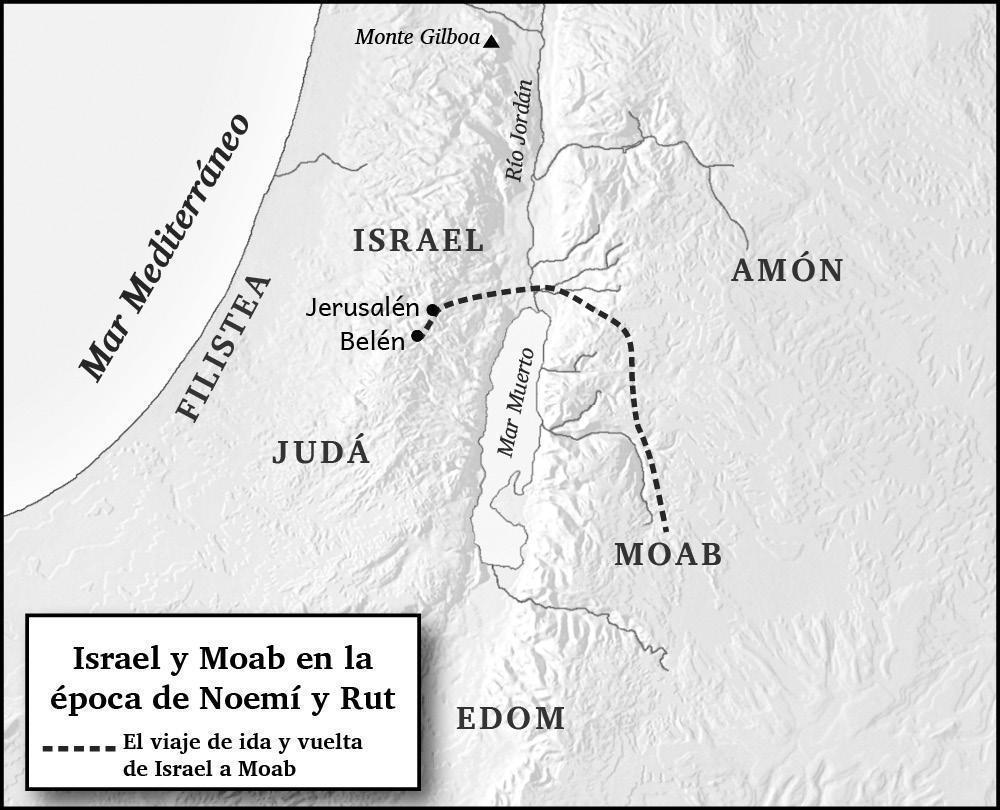 Monte Gilboa
Río Jordán
Mar Mediterráneo
ISRAEL
AMÓN
FILISTEA
Jerusalén
Belén
Mar Muerto
JUDÁ
MOAB
EDOM
Israel y Moab en la
época de Noemí y Rut
El viaje de ida y vuelta
de Israel a Moab